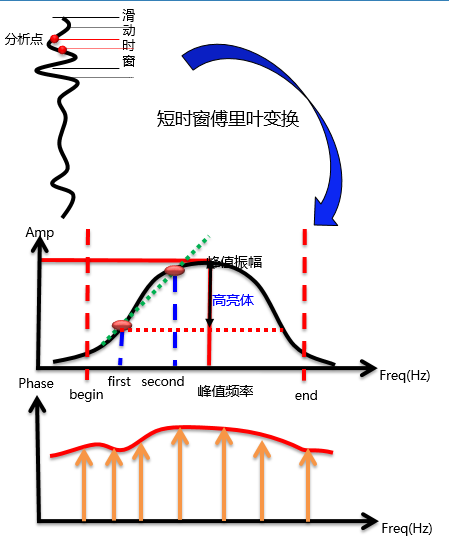 滑动时窗
分析点
短时窗傅里叶变换
Amp
峰值振幅
高亮体
Freq(Hz)
Phase
begin
first
second
峰值频率
end
Freq(Hz)